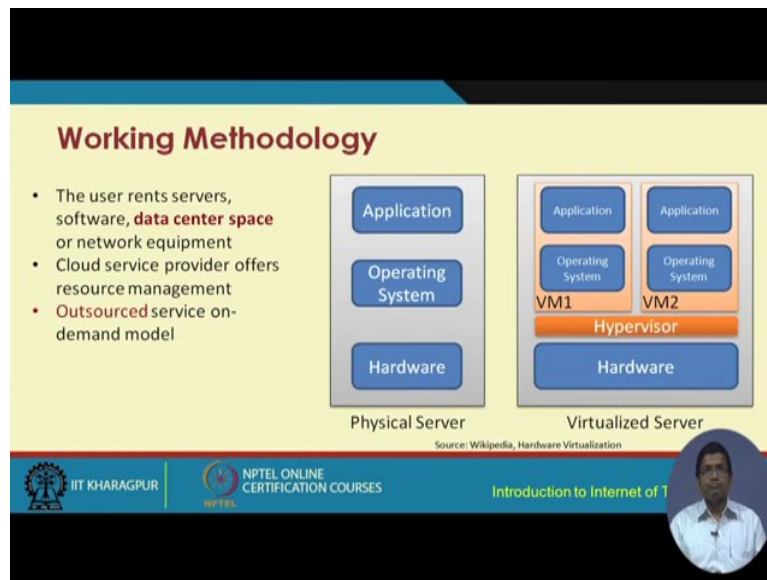 Working Methodology
• The user rents servers,
software, data center space
or network equipment
• Cloud service provider offers
resource management
• Outsourced service on-
demand model
Application
Operating
System
Hardware
Physical Server
Application
Operating
System
VM1
Application
Operating
System
VM2
Hypervisor
Hardware
Virtualized Server
Source: Wikipedia, Hardware Virtualization
IIT KHARAGPUR
NPTEL
NPTEL ONLINE
CERTIFICATION COURSES
Introduction to Internet of